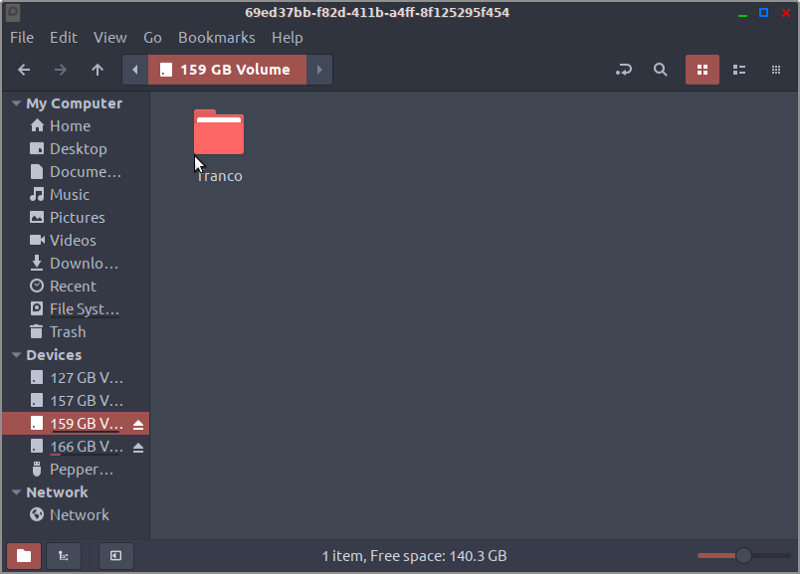 69ed37bb-f82d-411b-a4ff-8f125295f454
File Edit View Go Bookmarks Help
159 GB Volume
My Computer
Home
Desktop
Docume...
Music
Pictures
Videos
Downlo...
Recent
File Syst...
Trash
Devices
127 GB V...
157 GB V...
159 GB V...
166 GB V...
Pepper...
Network
Network
franco
1 item, Free space: 140.3 GB